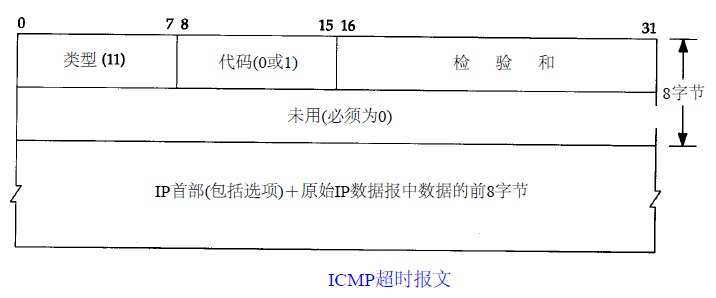 0 7 8 15 16 31
类型 (11) 代码(0或1) 检 验 和
8字节
未用(必须为0)
IP首部(包括选项)＋原始IP数据报中数据的前8字节
ICMP超时报文